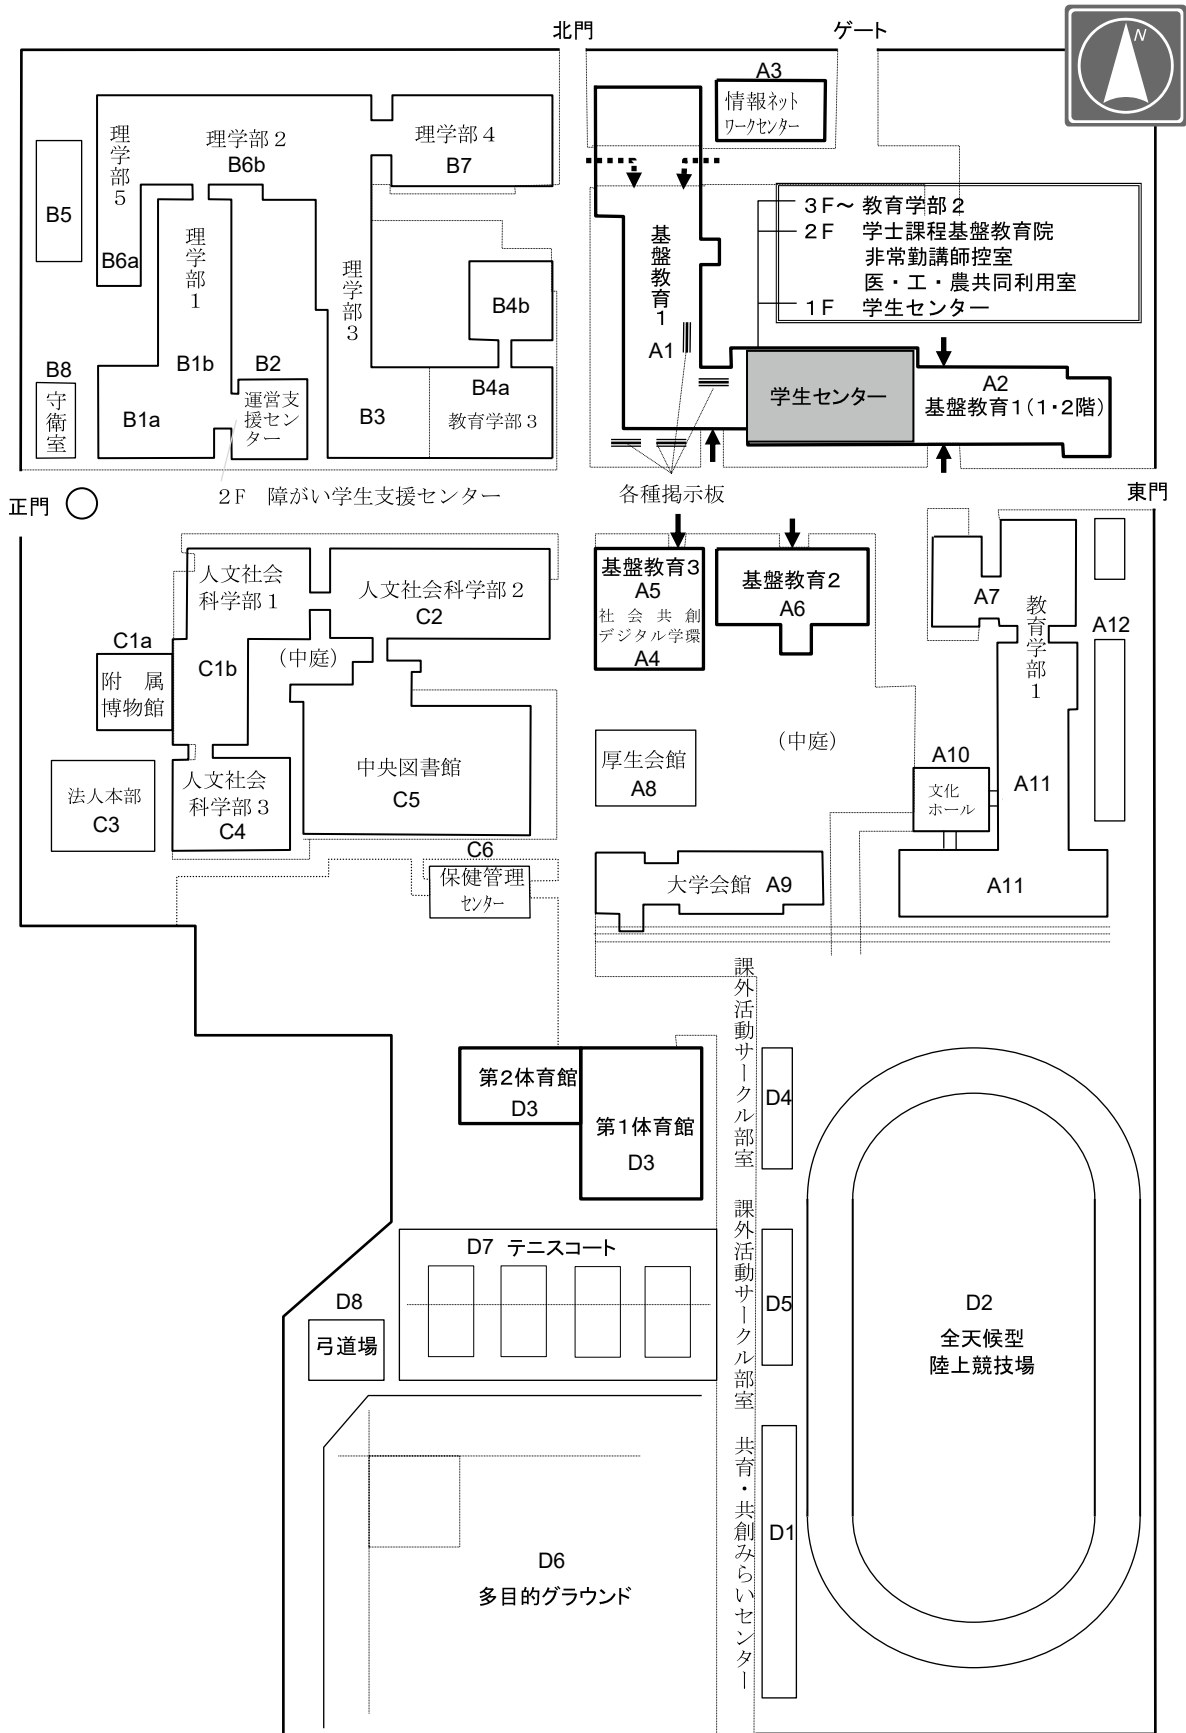 北門
ゲート
N
A3
情報ネット
ワークセンター
理学部5
理学部2
B6b
理学部4
B7
B5
B6a
理学部1
理学部3
B4b
基盤教育1
A1
3F~ 教育学部2
2F 学士課程基盤教育院
非常勤講師控室
医・工・農共同利用室
1F 学生センター
B8
守衛室
B1b
B1a
B2
運営支
援セン
ター
B3
B4a
教育学部3
学生センター
A2
基盤教育1(1・2階)
2F 障がい学生支援センター
各種掲示板
正門
東門
人文社会
科学部1
人文社会科学部2
C2
基盤教育3
A5
社会共創
デジタル学環
A4
基盤教育2
A6
A7
教育学部1
A12
C1a
附属
博物館
C1b
(中庭)
中央図書館
C5
厚生会館
A8
(中庭)
A10
文化
ホール
A11
法人本部
C3
人文社会
科学部3
C4
C6
保健管理
センター
大学会館 A9
A11
課外活動サークル部室
D4
第2体育館
D3
第1体育館
D3
課外活動サークル部室
D5
D7 テニスコート
D8
弓道場
D2
全天候型
陸上競技場
共育・共創みらいセンター
D1
D6
多目的グラウンド